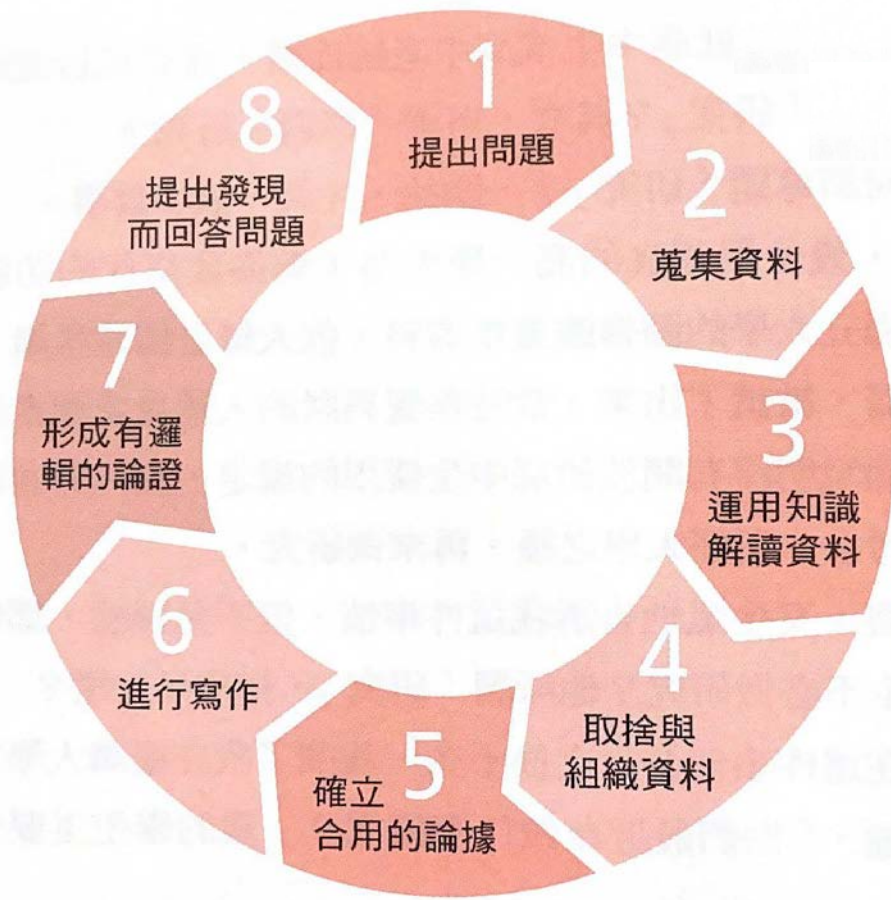 1
提出問題
2
蒐集資料
3
運用知識
解讀資料
4
取捨與
組織資料
5
確立
合用的論據
6
進行寫作
7
形成有邏
輯的論證
8
提出發現
而回答問題